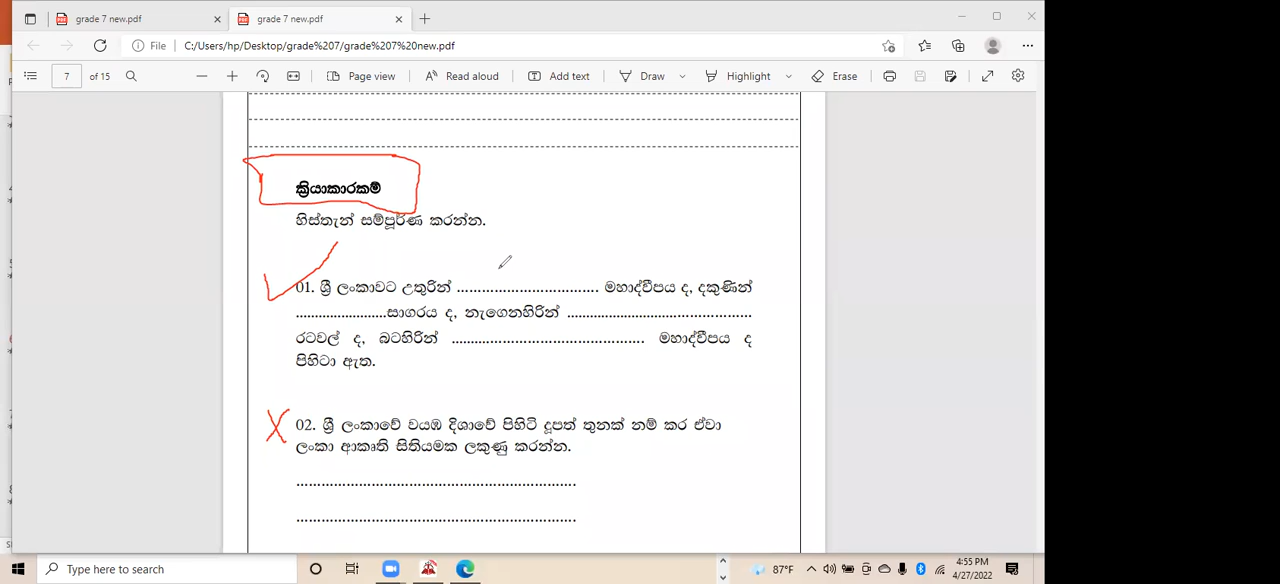 grade 7 new.pdf
grade 7 new.pdf
File C:/Users/hp/Desktop/grade%207/grade%207%20new.pdf
7 of 15 Page view Read aloud Add text Draw Highlight Erase
ක්‍රියාකාරකම්
හිස්තැන් සම්පූර්ණ කරන්න.
01. ශ්‍රී ලංකාවට උතුරින් .................................. මහාද්වීපය ද, දකුණින්
......................සාගරය ද, නැගෙනහිරින් ............................................
රටවල් ද, බටහිරින් .............................................. මහාද්වීපය ද
පිහිටා ඇත.
02. ශ්‍රී ලංකාවේ වයඹ දිශාවේ පිහිටි දූපත් තුනක් නම් කර ඒවා
ලංකා ආකෘති සිතියමක ලකුණු කරන්න.
...................................................................
...................................................................
Type here to search
87°F
4:55 PM
4/27/2022